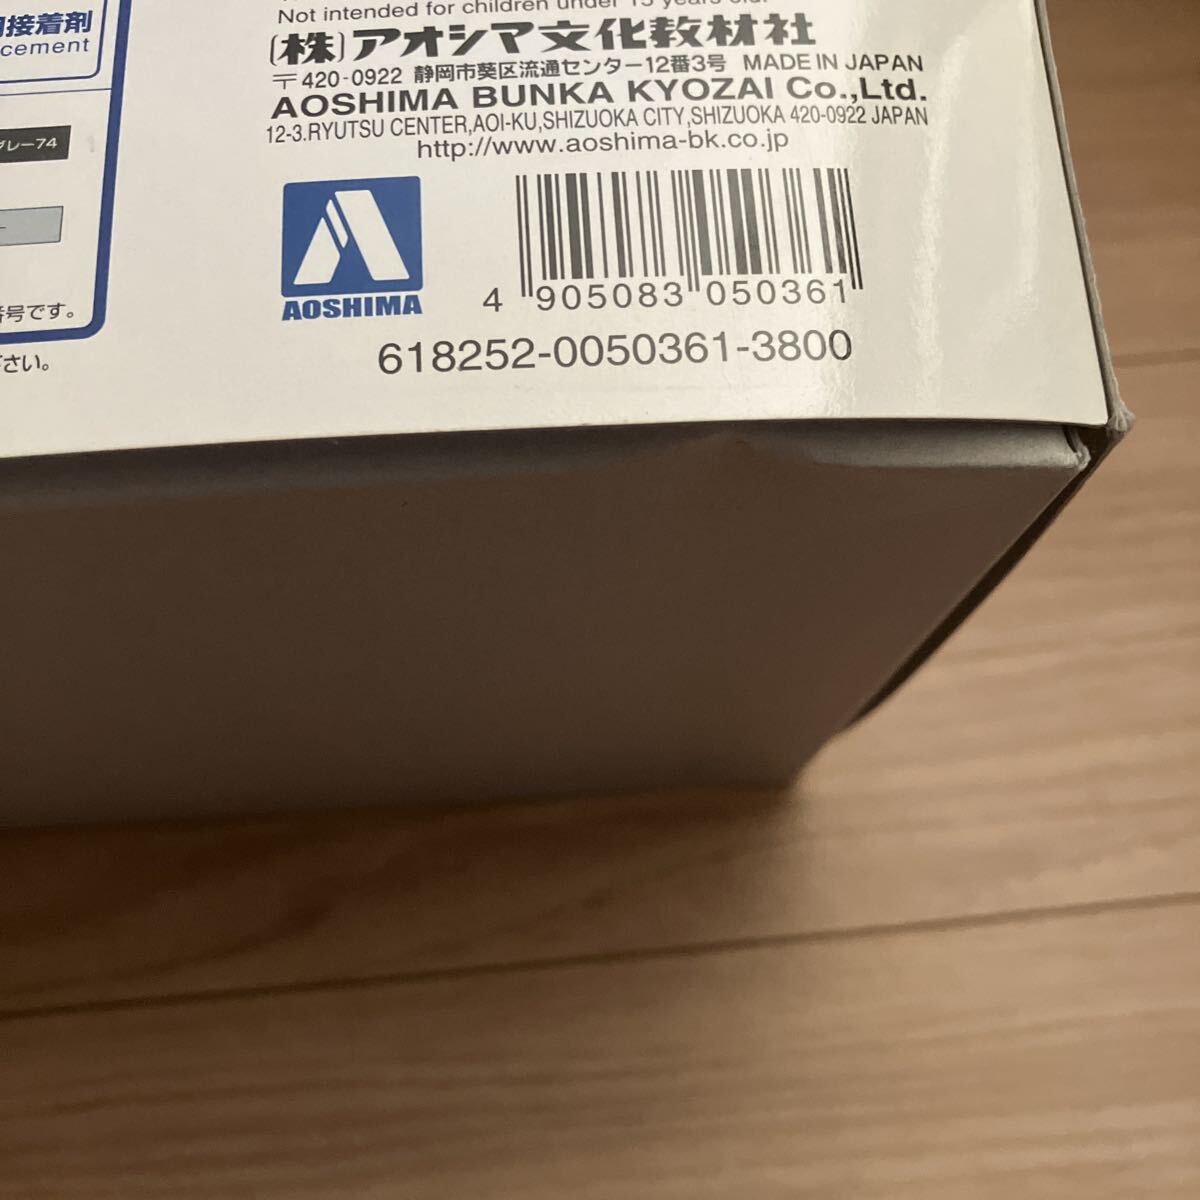 接着剤
cement
グレー74
番号です。
ださい。
Not intended for children under 15 years old.
(株)アオシマ文化教材社
〒420-0922 静岡市葵区流通センター12番3号 MADE IN JAPAN
AOSHIMA BUNKA KYOZAI Co.,Ltd.
12-3.RYUTSU CENTER,AOI-KU,SHIZUOKA CITY,SHIZUOKA 420-0922 JAPAN
http://www.aoshima-bk.co.jp
AOSHIMA
4 905083 050361
618252-0050361-3800